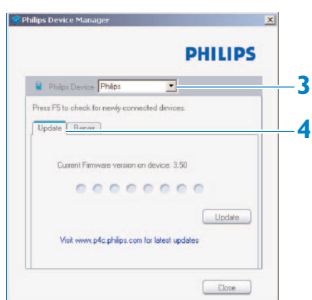 Philips Device Manager
PHILIPS
Philips Device Philips
3
Press F5 to check for newly connected devices.
Update Repair
4
Current Firmware version on device: 3.50
Update
Visit www.p4c.philips.com for latest updates
Close